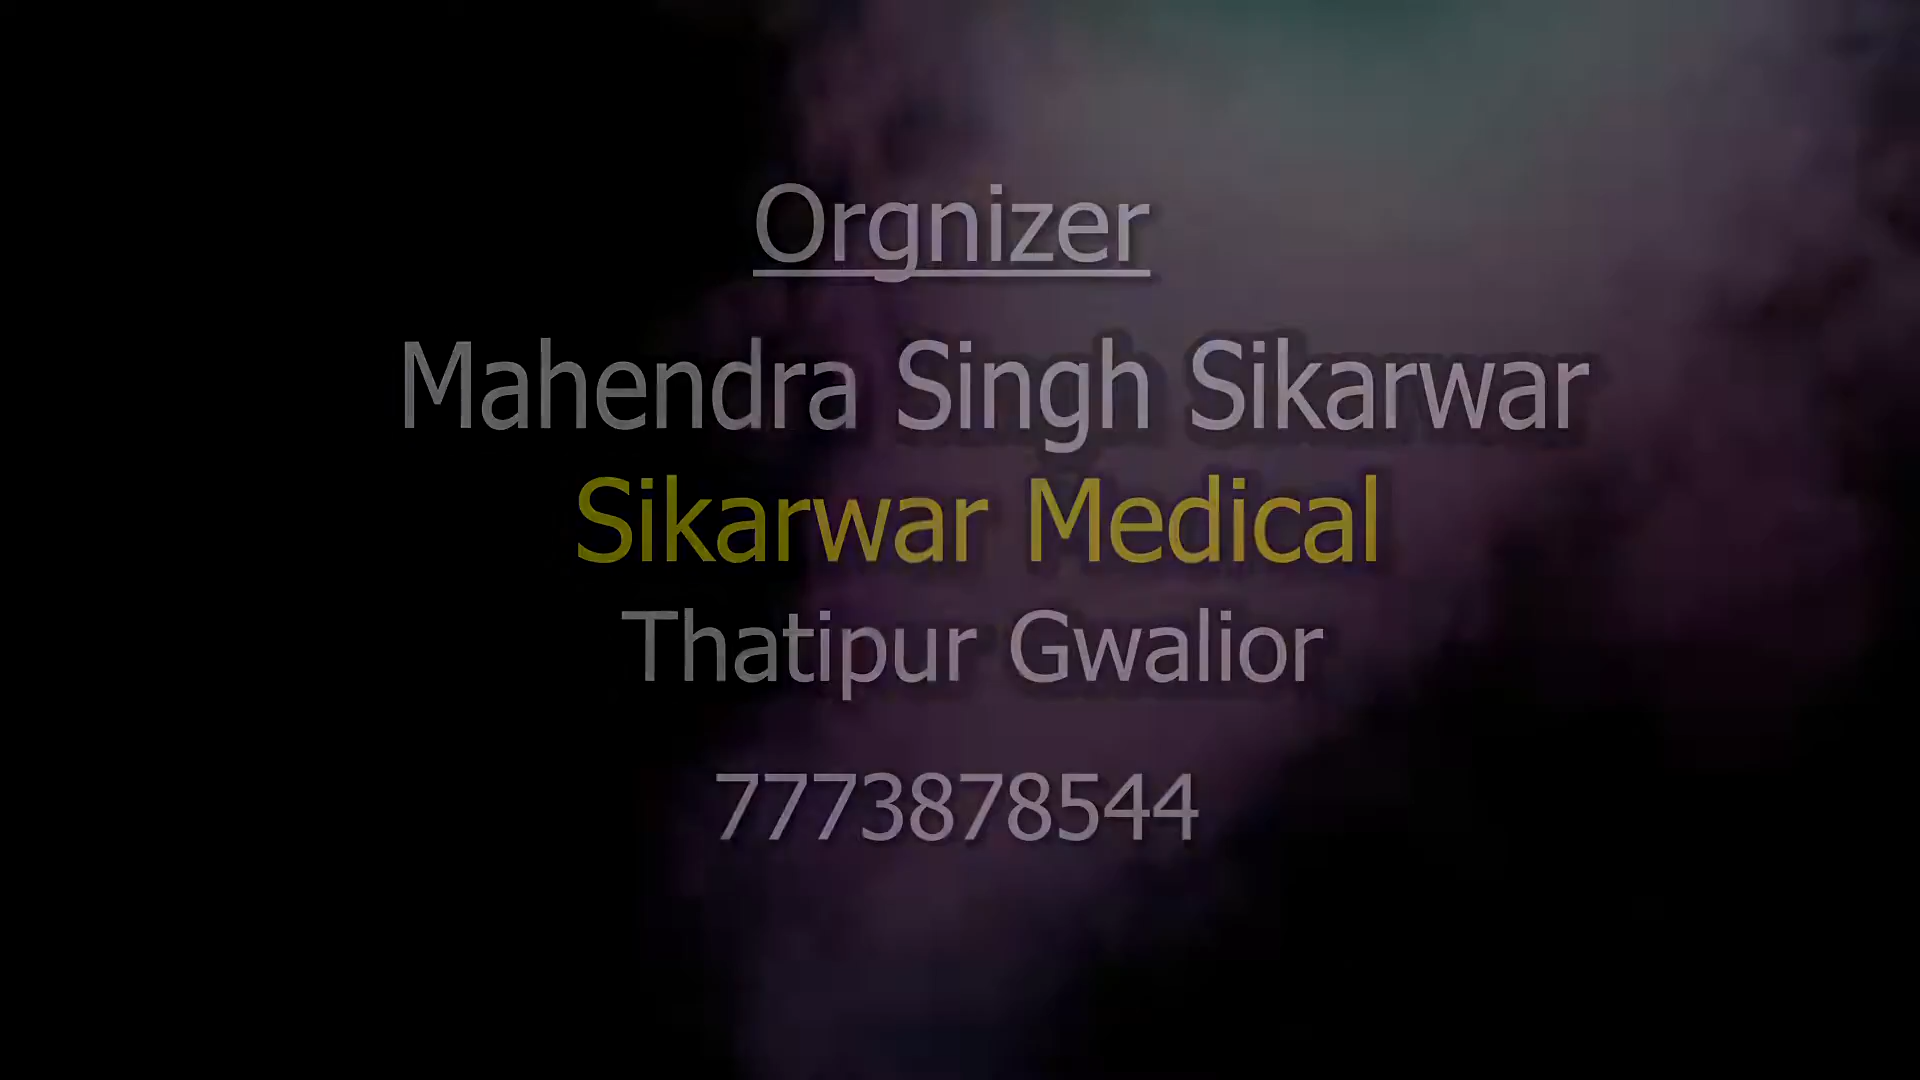 Orgnizer
Mahendra Singh Sikarwar
Sikarwar Medical
Thatipur Gwalior
7773878544